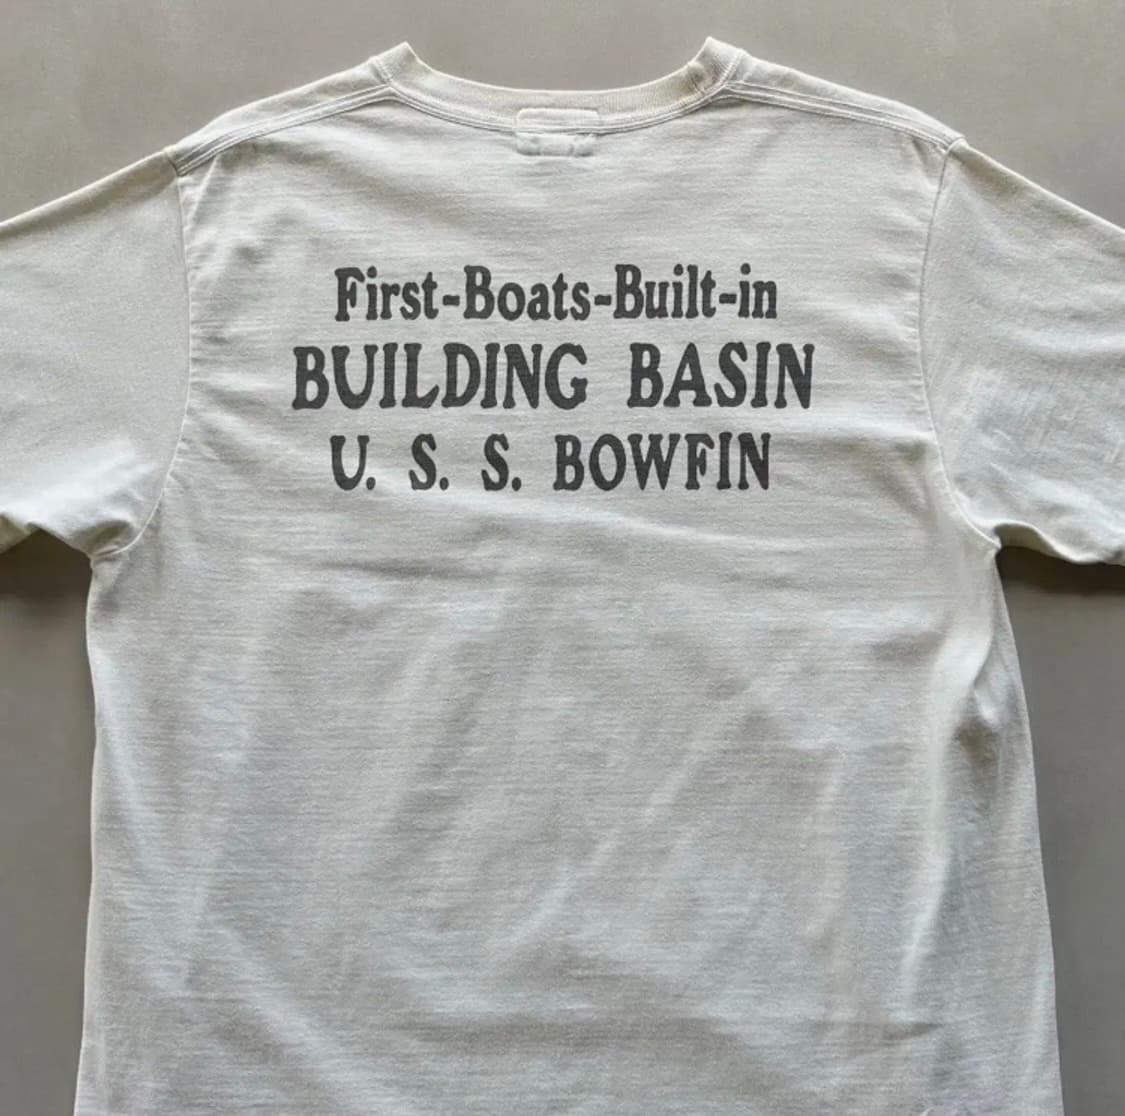 First-Boats-Built-in
BUILDING BASIN
U. S. S. BOWFIN